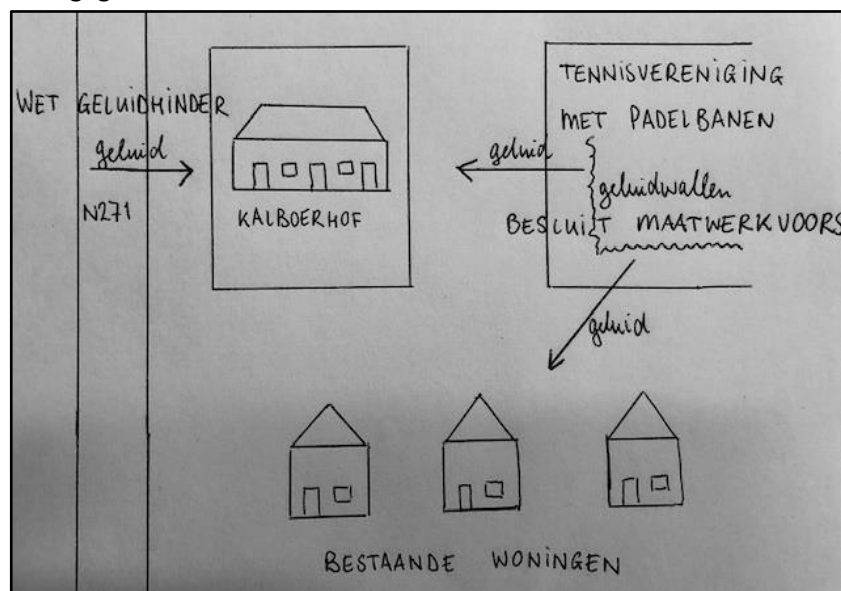 TENNISVERENIGING
MET PADELBANEN
WET GELUIDHINDER
geluid
geluid
geluidwallen
N271
KALBOERHOF
BESLUIT MAATWERKVOORS
geluid
BESTAANDE WONINGEN